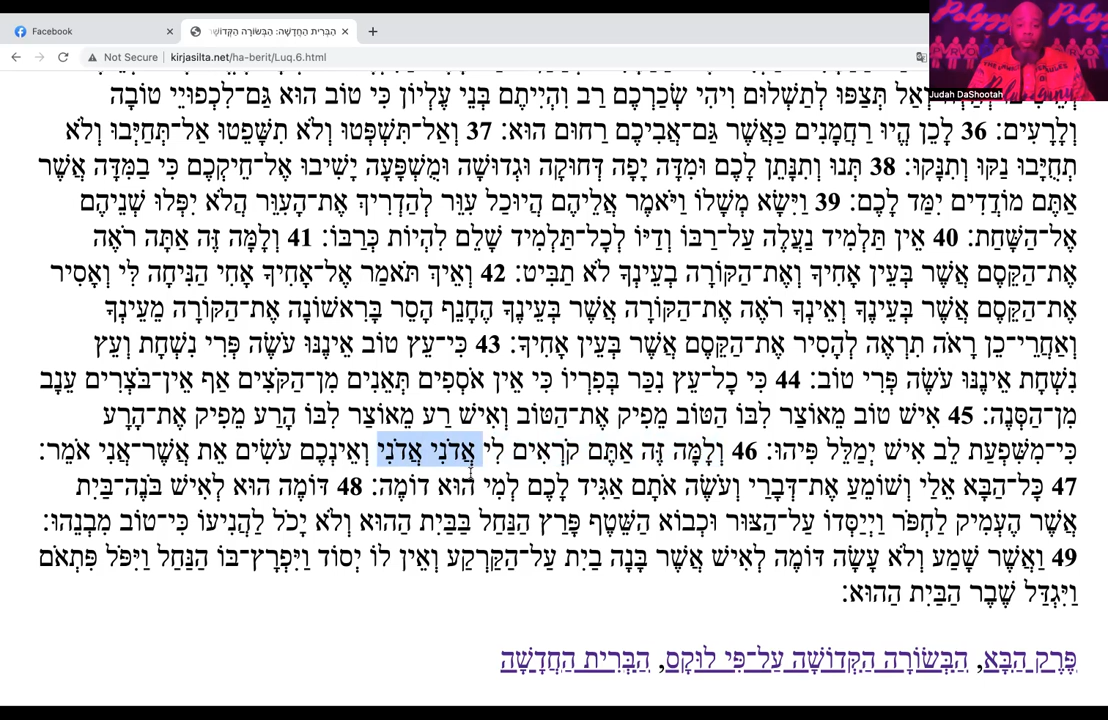 Facebook
הַבְּרִית הַחֲדָשָׁה: הַבְּשׂוֹרָה הַקְּדוֹשָׁ
Not Secure | kirjasilta.net/ha-berit/Luq.6.html
Judah DaShootah
תְּצַפּוּ לְתַשְׁלוּם וִיהִי שְׂכַרְכֶם רַב וִהְיִיתֶם בְּנֵי עֶלְיוֹן כִּי טוֹב הוּא גַּם־לִכְפוּיֵי טוֹבָה
וְלָרָעִים׃ 36 לָכֵן הֱיוּ רַחֲמָנִים כַּאֲשֶׁר גַּם־אֲבִיכֶם רַחוּם הוּא׃ 37 וְאַל־תִּשְׁפְּטוּ וְלֹא תִשָּׁפֵטוּ אַל־תְּחַיְּבוּ וְלֹא
תְחֻיָּבוּ נַקּוּ וְתִנָּקוּ׃ 38 תְּנוּ וְתִנָּתֵן לָכֶם וּמִדָּה יָפָה דְּחוּקָה וּגְדוּשָׁה וּמֻשְׁפָּעָה יָשִׁיבוּ אֶל־חֵיקְכֶם כִּי בַמִּדָּה אֲשֶׁר
אַתֶּם מוֹדְדִים יִמַּד לָכֶם׃ 39 וַיִּשָּׂא מְשָׁלוֹ וַיֹּאמֶר אֲלֵיהֶם הֲיוּכַל עִוֵּר לְהַדְרִיךְ אֶת־הָעִוֵּר הֲלֹא יִפְּלוּ שְׁנֵיהֶם
אֶל־הַשָּׁחַת׃ 40 אֵין תַּלְמִיד נַעֲלֶה עַל־רַבּוֹ וְדַיּוֹ לְכָל־תַּלְמִיד שָׁלֵם לִהְיוֹת כְּרַבּוֹ׃ 41 וְלָמָּה זֶּה אַתָּה רֹאֶה
אֶת־הַקֵּסָם אֲשֶׁר בְּעֵין אָחִיךָ וְאֶת־הַקּוֹרָה בְעֵינְךָ לֹא תַבִּיט׃ 42 וְאֵיךְ תֹּאמַר אֶל־אָחִיךָ אָחִי הַנִּיחָה לִּי וְאָסִיר
אֶת־הַקֵּסָם אֲשֶׁר בְּעֵינֶךָ וְאֵינְךָ רֹאֶה אֶת־הַקּוֹרָה אֲשֶׁר בְּעֵינֶךָ הֶחָנֵף הָסֵר בָּרִאשׁוֹנָה אֶת־הַקּוֹרָה מֵעֵינְךָ
וְאַחֲרֵי־כֵן רָאֹה תִרְאֶה לְהָסִיר אֶת־הַקֵּסָם אֲשֶׁר בְּעֵין אָחִיךָ׃ 43 כִּי־עֵץ טוֹב אֵינֶנּוּ עֹשֶׂה פְּרִי נִשְׁחָת וְעֵץ
נִשְׁחָת אֵינֶנּוּ עֹשֶׂה פְּרִי טוֹב׃ 44 כִּי כָל־עֵץ נִכָּר בְּפִרְיוֹ כִּי אֵין אֹסְפִים תְּאֵנִים מִן־הַקֹּצִים אַף אֵין־בֹּצְרִים עֵנָב
מִן־הַסְּנֶה׃ 45 אִישׁ טוֹב מֵאוֹצַר לִבּוֹ הַטּוֹב מֵפִיק אֶת־הַטּוֹב וְאִישׁ רַע מֵאוֹצַר לִבּוֹ הָרַע מֵפִיק אֶת־הָרָע
כִּי־מִשִּׁפְעַת לֵב אִישׁ יְמַלֵּל פִּיהוּ׃ 46 וְלָמָּה זֶּה אַתֶּם קֹרְאִים לִי אֲדֹנִי אֲדֹנִי וְאֵינְכֶם עֹשִׂים אֵת אֲשֶׁר־אֲנִי אֹמֵר׃
47 כָּל־הַבָּא אֵלַי וְשׁוֹמֵעַ אֶת־דְּבָרַי וְעֹשֶׂה אֹתָם אַגִּיד לָכֶם לְמִי הוּא דוֹמֶה׃ 48 דּוֹמֶה הוּא לְאִישׁ בֹּנֶה־בַּיִת
אֲשֶׁר הֶעְמִיק לַחְפֹּר וַיְיַסְּדוֹ עַל־הַצּוּר וּכְבוֹא הַשֶּׁטֶף פָּרַץ הַנַּחַל בַּבַּיִת הַהוּא וְלֹא יָכֹל לַהֲנִיעוֹ כִּי־טוֹב מִבְנֵהוּ׃
49 וַאֲשֶׁר שָׁמַע וְלֹא עָשָׂה דּוֹמֶה לְאִישׁ אֲשֶׁר בָּנָה בַיִת עַל־הַקַּרְקַע וְאֵין לוֹ יְסוֹד וַיִּפְרָץ־בּוֹ הַנַּחַל וַיִּפֹּל פִּתְאֹם
וַיִּגְדַּל שֶׁבֶר הַבַּיִת הַהוּא׃
פֶּרֶק הַבָּא, הַבְּשׂוֹרָה הַקְּדוֹשָׁה עַל־פִּי לוּקָס, הַבְּרִית הַחֲדָשָׁה